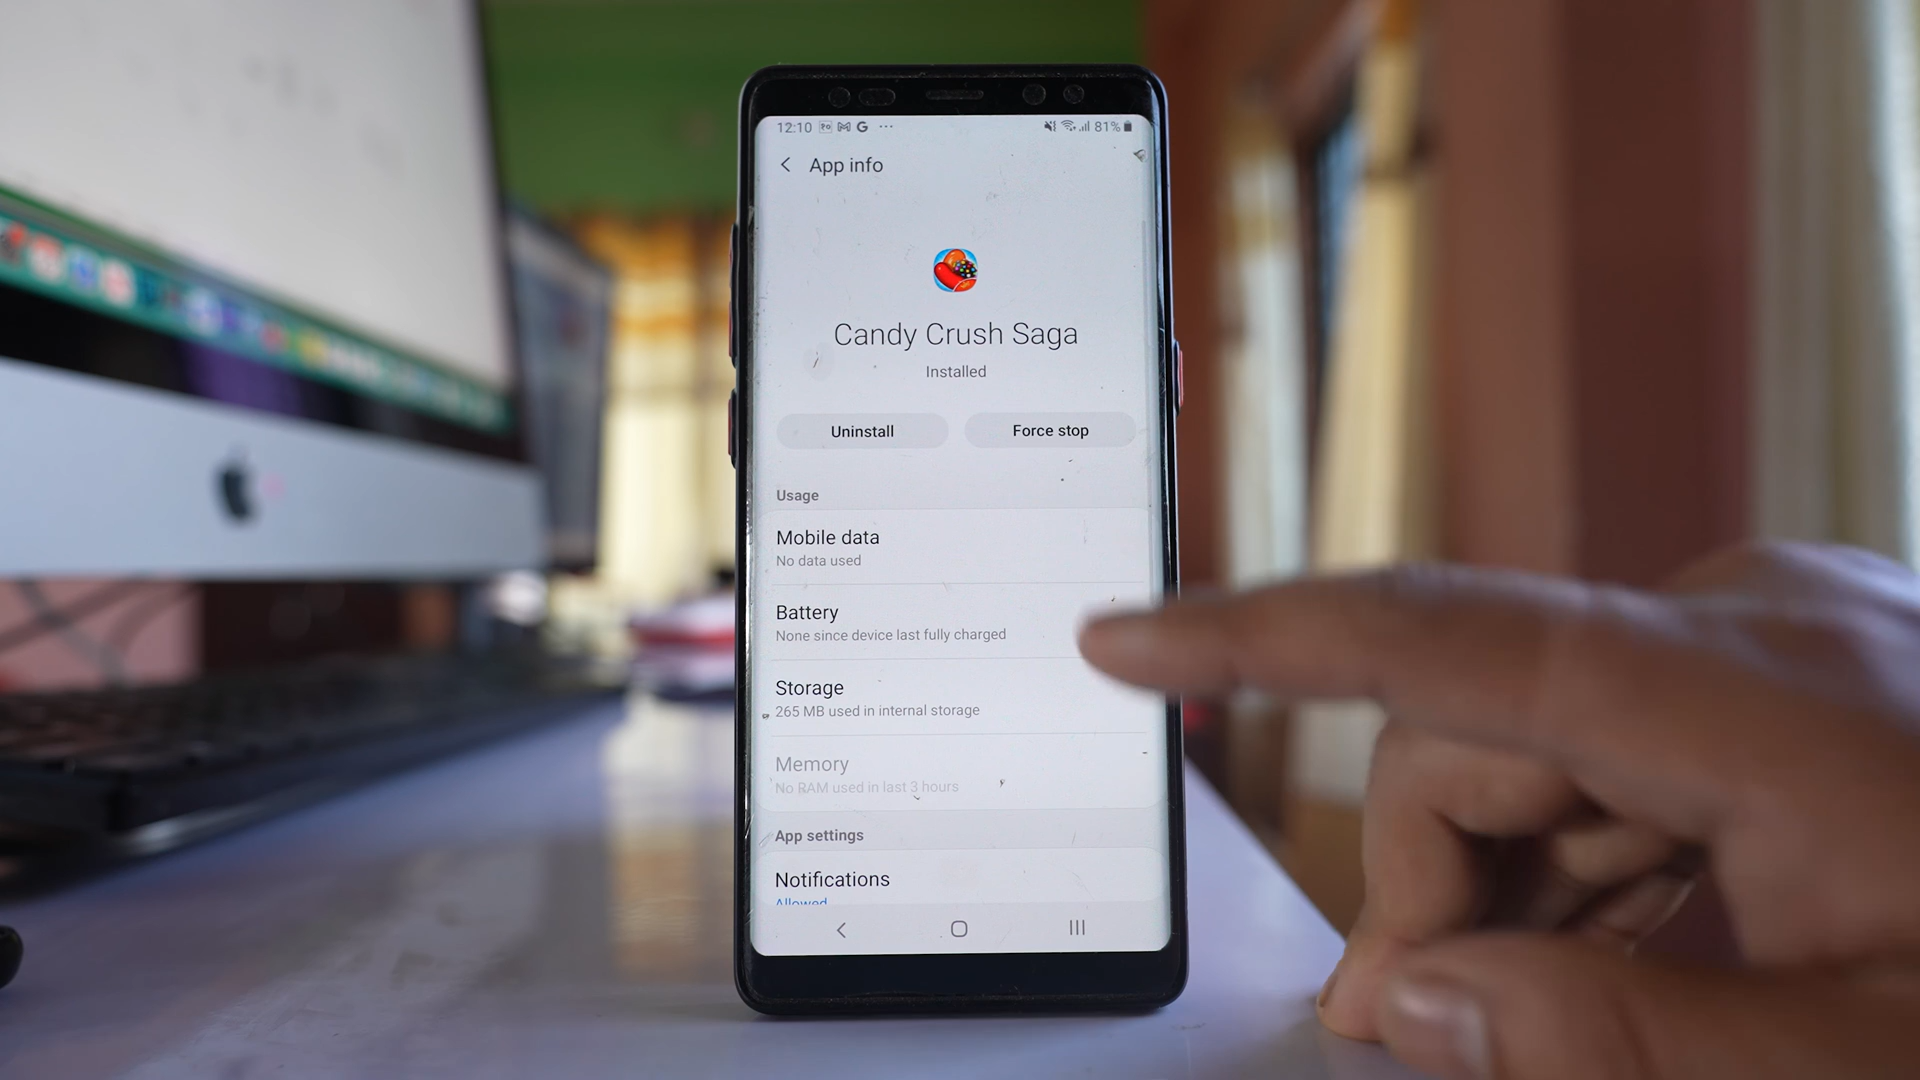 12:10 81%
App info
Candy Crush Saga
Installed
Uninstall Force stop
Usage
Mobile data
No data used
Battery
None since device last fully charged
Storage
265 MB used in internal storage
Memory
No RAM used in last 3 hours
App settings
Notifications
Allowed